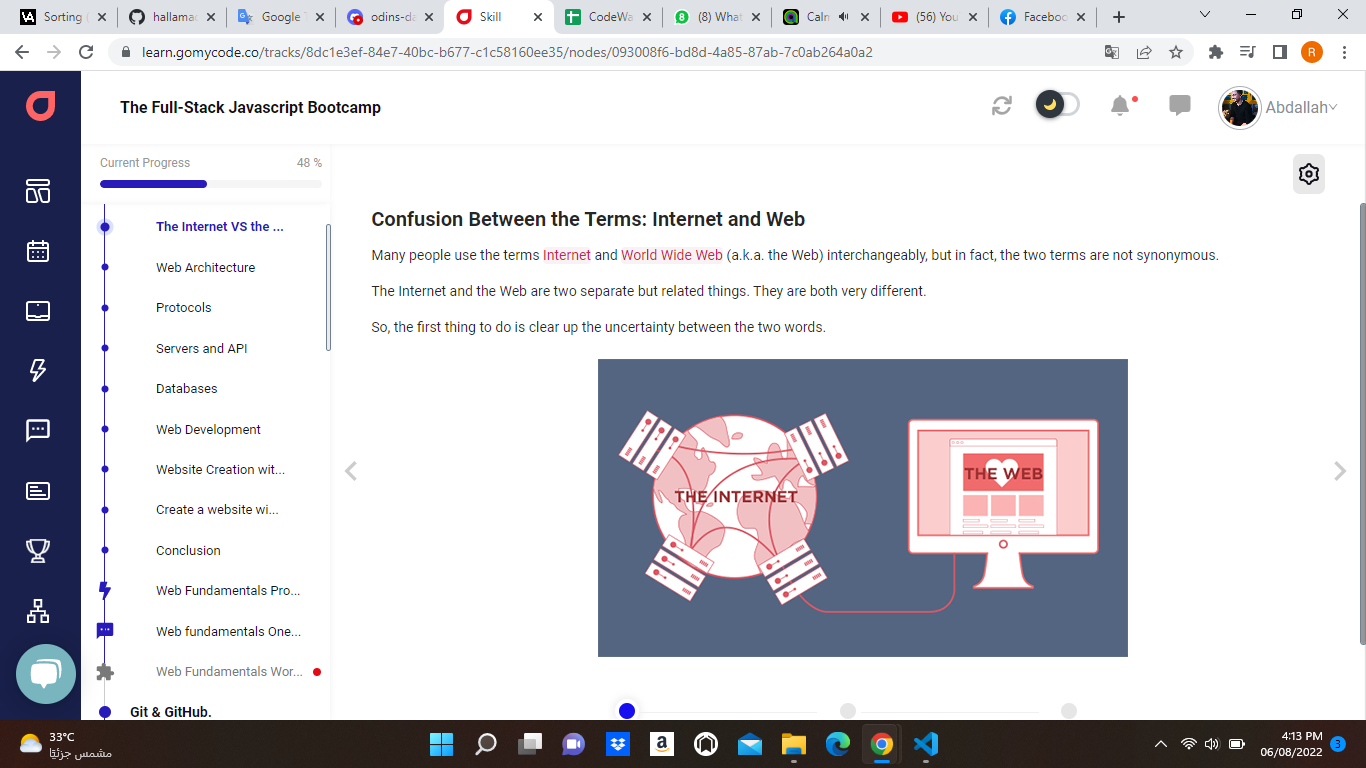 Sorting (
hallamad
Google T
odins-da
Skill
CodeWa
(8) What
Calm
(56) You
Faceboo
learn.gomycode.co/tracks/8dc1e3ef-84e7-40bc-b677-c1c58160ee35/nodes/093008f6-bd8d-4a85-87ab-7c0ab264a0a2
R
The Full-Stack Javascript Bootcamp
Abdallah
Current Progress 48 %
The Internet VS the ...
Web Architecture
Protocols
Servers and API
Databases
Web Development
Website Creation wit...
Create a website wi...
Conclusion
Web Fundamentals Pro...
Web fundamentals One...
Web Fundamentals Wor...
Git & GitHub.
Confusion Between the Terms: Internet and Web
Many people use the terms Internet and World Wide Web (a.k.a. the Web) interchangeably, but in fact, the two terms are not synonymous.
The Internet and the Web are two separate but related things. They are both very different.
So, the first thing to do is clear up the uncertainty between the two words.
THE INTERNET
THE WEB
33°C
مشمس جزئيًا
4:13 PM
06/08/2022
3